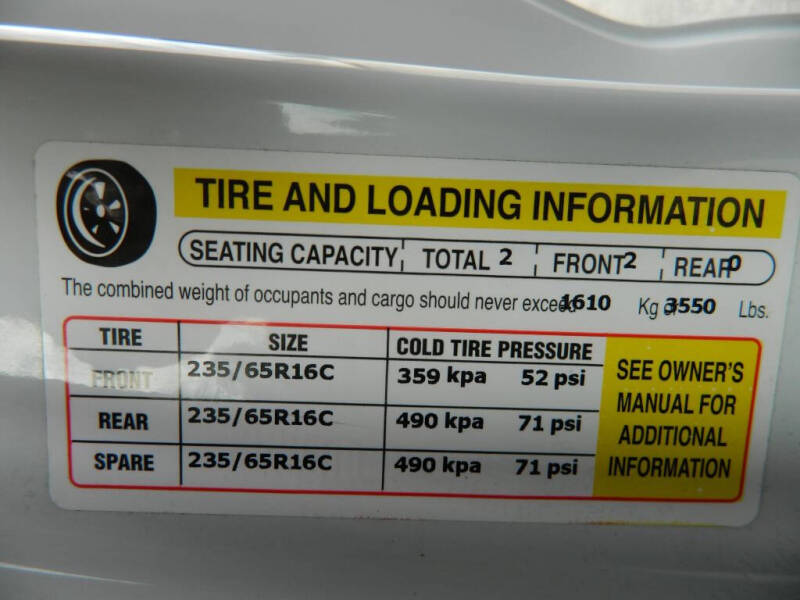 TIRE AND LOADING INFORMATION
SEATING CAPACITY TOTAL 2 FRONT 2 REAR 0
The combined weight of occupants and cargo should never exceed 1610 Kg or 3550 Lbs.
TIRE SIZE COLD TIRE PRESSURE
FRONT 235/65R16C 359 kpa 52 psi
REAR 235/65R16C 490 kpa 71 psi
SPARE 235/65R16C 490 kpa 71 psi
SEE OWNER'S
MANUAL FOR
ADDITIONAL
INFORMATION